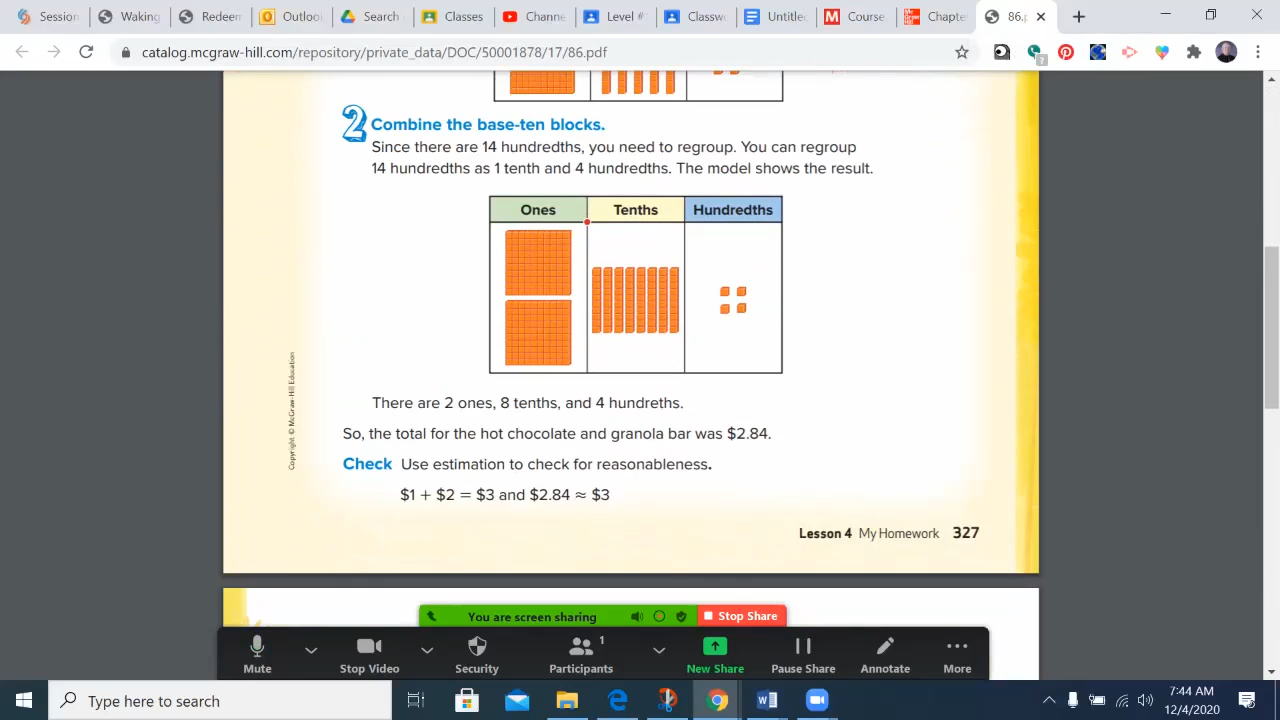 Session
Waking
Redeem
Outloo
Search
Classes
Channe
Level
Classw
Untitle
Course
Chapte
86.p
catalog.mcgraw-hill.com/repository/private_data/DOC/50001878/17/86.pdf
2 Combine the base-ten blocks.
Since there are 14 hundredths, you need to regroup. You can regroup
14 hundredths as 1 tenth and 4 hundredths. The model shows the result.
Ones Tenths Hundredths
There are 2 ones, 8 tenths, and 4 hundreths.
So, the total for the hot chocolate and granola bar was $2.84.
Check Use estimation to check for reasonableness.
$1 + $2 = $3 and $2.84 ≈ $3
Copyright © McGraw-Hill Education
Lesson 4 My Homework 327
You are screen sharing Stop Share
Mute
Stop Video
Security
Participants 1
New Share
Pause Share
Annotate
More
Type here to search
7:44 AM
12/4/2020